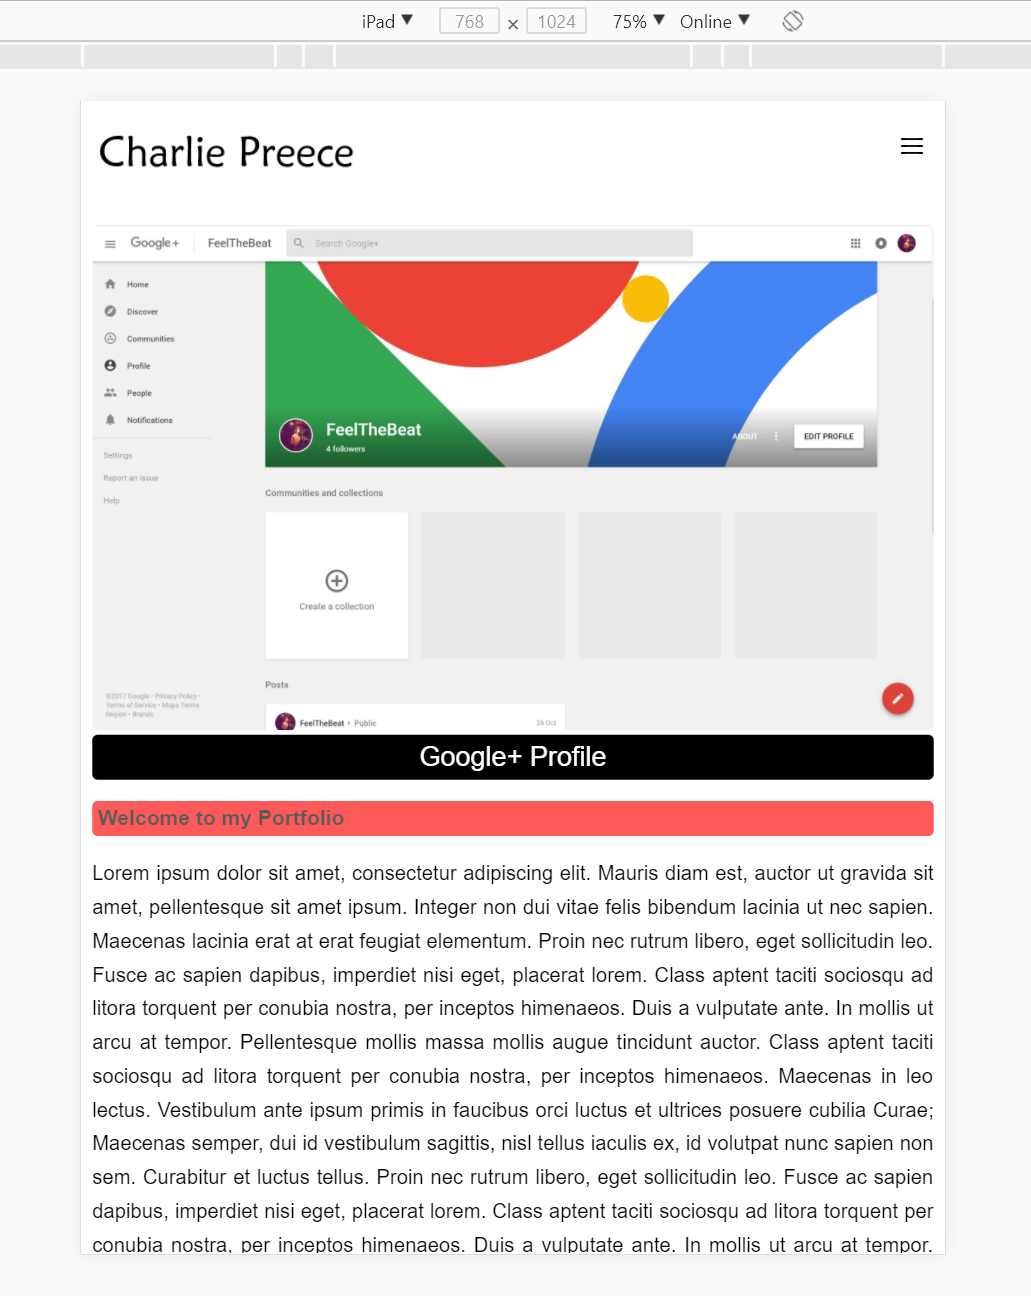 iPad ▼ 768 × 1024 75% ▼ Online ▼
Charlie Preece
Google+ FeelTheBeat Search Google+
Home
Discover
Communities
Profile
People
Notifications
Settings
Report an issue
Help
FeelTheBeat
4 followers
ABOUT
EDIT PROFILE
Communities and collections
Create a collection
Posts
©2017 Google • Privacy Policy •
Terms of Service • Maps Terms
Region • Brands
FeelTheBeat › Public 26 Oct
Google+ Profile
Welcome to my Portfolio
Lorem ipsum dolor sit amet, consectetur adipiscing elit. Mauris diam est, auctor ut gravida sit
amet, pellentesque sit amet ipsum. Integer non dui vitae felis bibendum lacinia ut nec sapien.
Maecenas lacinia erat at erat feugiat elementum. Proin nec rutrum libero, eget sollicitudin leo.
Fusce ac sapien dapibus, imperdiet nisi eget, placerat lorem. Class aptent taciti sociosqu ad
litora torquent per conubia nostra, per inceptos himenaeos. Duis a vulputate ante. In mollis ut
arcu at tempor. Pellentesque mollis massa mollis augue tincidunt auctor. Class aptent taciti
sociosqu ad litora torquent per conubia nostra, per inceptos himenaeos. Maecenas in leo
lectus. Vestibulum ante ipsum primis in faucibus orci luctus et ultrices posuere cubilia Curae;
Maecenas semper, dui id vestibulum sagittis, nisl tellus iaculis ex, id volutpat nunc sapien non
sem. Curabitur et luctus tellus. Proin nec rutrum libero, eget sollicitudin leo. Fusce ac sapien
dapibus, imperdiet nisi eget, placerat lorem. Class aptent taciti sociosqu ad litora torquent per
conubia nostra, per inceptos himenaeos. Duis a vulputate ante. In mollis ut arcu at tempor.